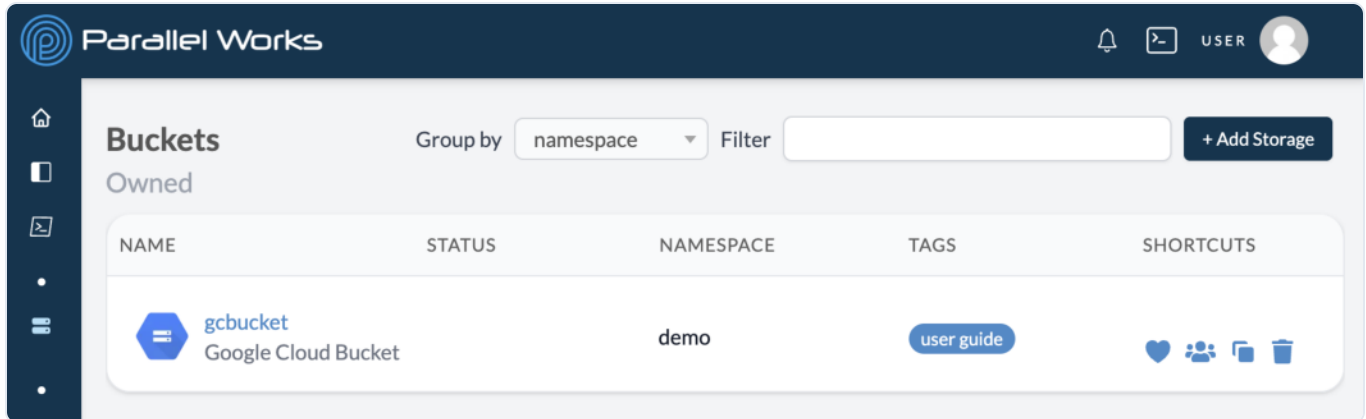 Parallel Works
USER
Buckets
Group by namespace Filter + Add Storage
Owned
NAME STATUS NAMESPACE TAGS SHORTCUTS
gcbucket
Google Cloud Bucket
demo
user guide